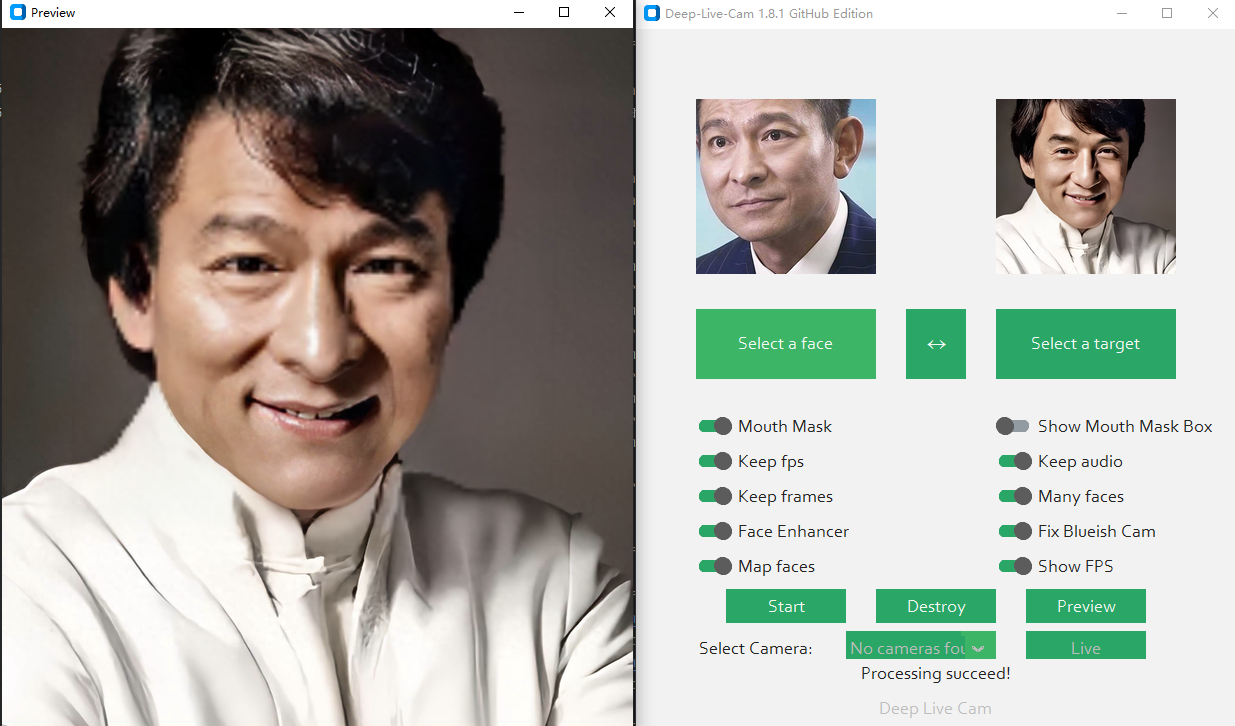 Preview
Deep-Live-Cam 1.8.1 GitHub Edition
Select a face
↔
Select a target
Mouth Mask
Show Mouth Mask Box
Keep fps
Keep audio
Keep frames
Many faces
Face Enhancer
Fix Blueish Cam
Map faces
Show FPS
Start
Destroy
Preview
Select Camera:
No cameras fou
Live
Processing succeed!
Deep Live Cam